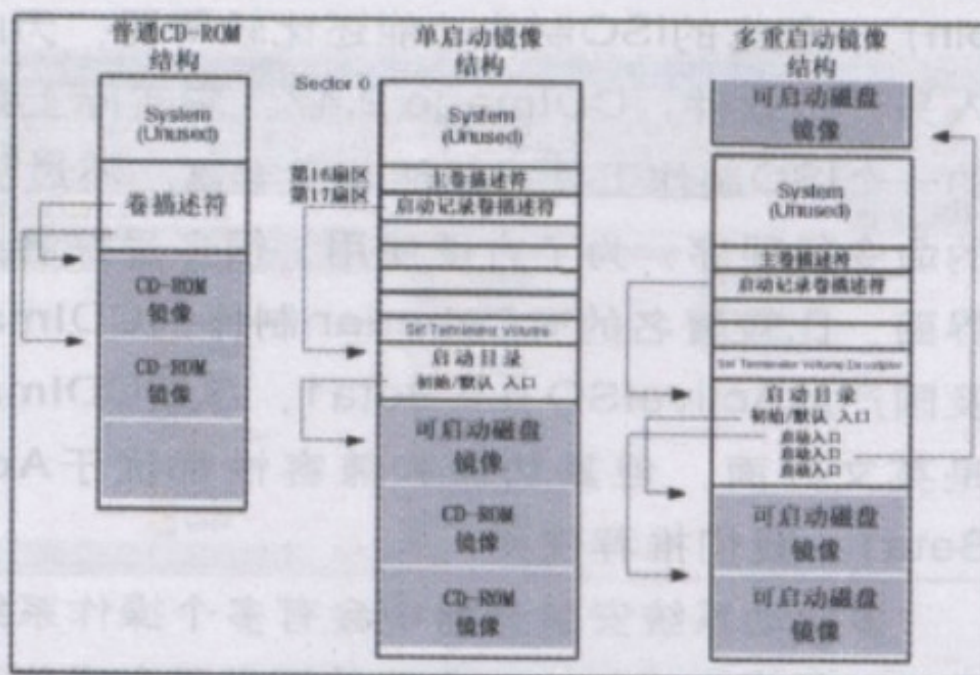 普通CD-ROM
结构
System
(Unused)
卷描述符
CD-ROM
镜像
CD-ROM
镜像
单启动镜像
结构
Sector 0
System
(Unused)
第16扇区
主卷描述符
第17扇区
启动记录卷描述符
Set Terminator Volume
启动目录
初始/默认 入口
可启动磁盘
镜像
CD-ROM
镜像
CD-ROM
镜像
多重启动镜像
结构
可启动磁盘
镜像
System
(Unused)
主卷描述符
启动记录卷描述符
Set Terminator Volume Descriptor
启动目录
初始/默认 入口
启动入口
启动入口
启动入口
可启动磁盘
镜像
可启动磁盘
镜像